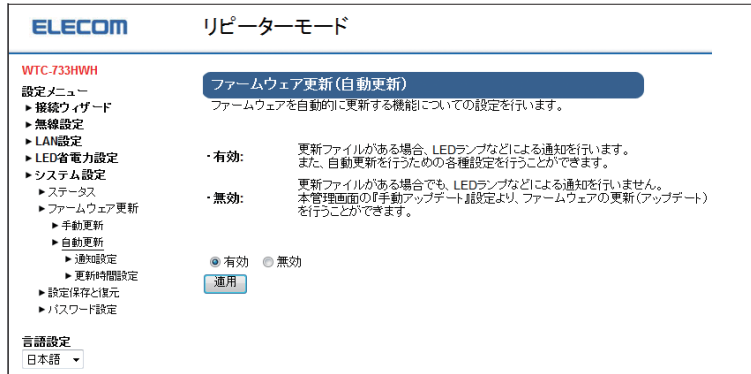 ELECOM
リピーターモード
WTC-733HWH
設定メニュー
▶接続ウィザード
▶無線設定
▶LAN設定
▶LED省電力設定
▶システム設定
▶ステータス
▶ファームウェア更新
▶手動更新
▶自動更新
▶通知設定
▶更新時間設定
▶設定保存と復元
▶パスワード設定
言語設定
日本語
ファームウェア更新(自動更新)
ファームウェアを自動的に更新する機能についての設定を行います。
・有効:
更新ファイルがある場合、LEDランプなどによる通知を行います。
また、自動更新を行うための各種設定を行うことができます。
・無効:
更新ファイルがある場合でも、LEDランプなどによる通知を行いません。
本管理画面の『手動アップデート』設定より、ファームウェアの更新(アップデート)
を行うことができます。
有効 無効
適用